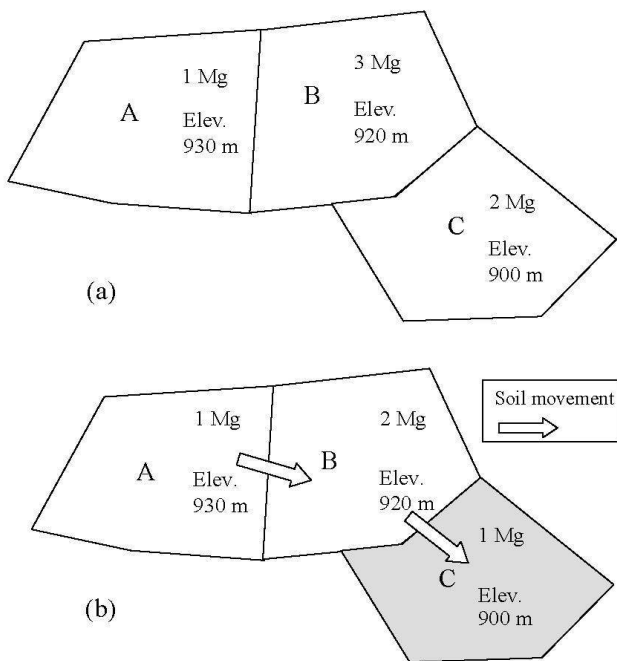 1 Mg
A
Elev.
930 m
3 Mg
B
Elev.
920 m
2 Mg
C
Elev.
900 m
(a)
Soil movement
1 Mg
A
Elev.
930 m
2 Mg
B
Elev.
920 m
1 Mg
C
Elev.
900 m
(b)